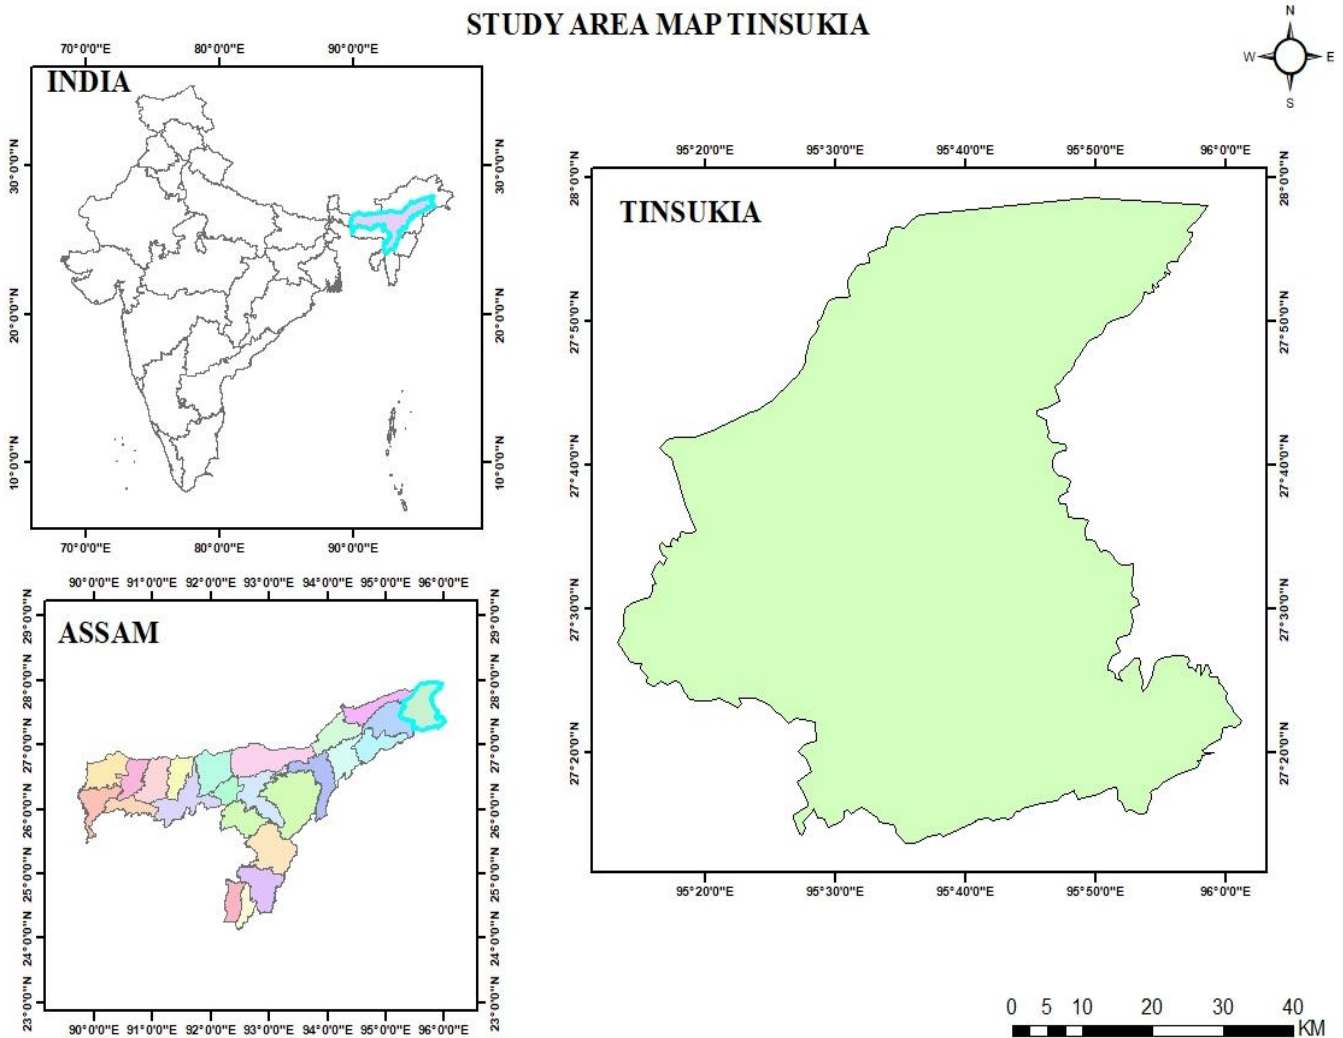 STUDY AREA MAP TINSUKIA
N
W E
S
70°0'0"E 80°0'0"E 90°0'0"E
INDIA
30°0'0"N 30°0'0"N
20°0'0"N 20°0'0"N
10°0'0"N 10°0'0"N
70°0'0"E 80°0'0"E 90°0'0"E
95°20'0"E 95°30'0"E 95°40'0"E 95°50'0"E 96°0'0"E
28°0'0"N 28°0'0"N
TINSUKIA
27°50'0"N 27°50'0"N
27°40'0"N 27°40'0"N
27°30'0"N 27°30'0"N
27°20'0"N 27°20'0"N
95°20'0"E 95°30'0"E 95°40'0"E 95°50'0"E 96°0'0"E
90°0'0"E 91°0'0"E 92°0'0"E 93°0'0"E 94°0'0"E 95°0'0"E 96°0'0"E
29°0'0"N 29°0'0"N
ASSAM
28°0'0"N 28°0'0"N
27°0'0"N 27°0'0"N
26°0'0"N 26°0'0"N
25°0'0"N 25°0'0"N
24°0'0"N 24°0'0"N
23°0'0"N 23°0'0"N
90°0'0"E 91°0'0"E 92°0'0"E 93°0'0"E 94°0'0"E 95°0'0"E 96°0'0"E
0 5 10 20 30 40
KM